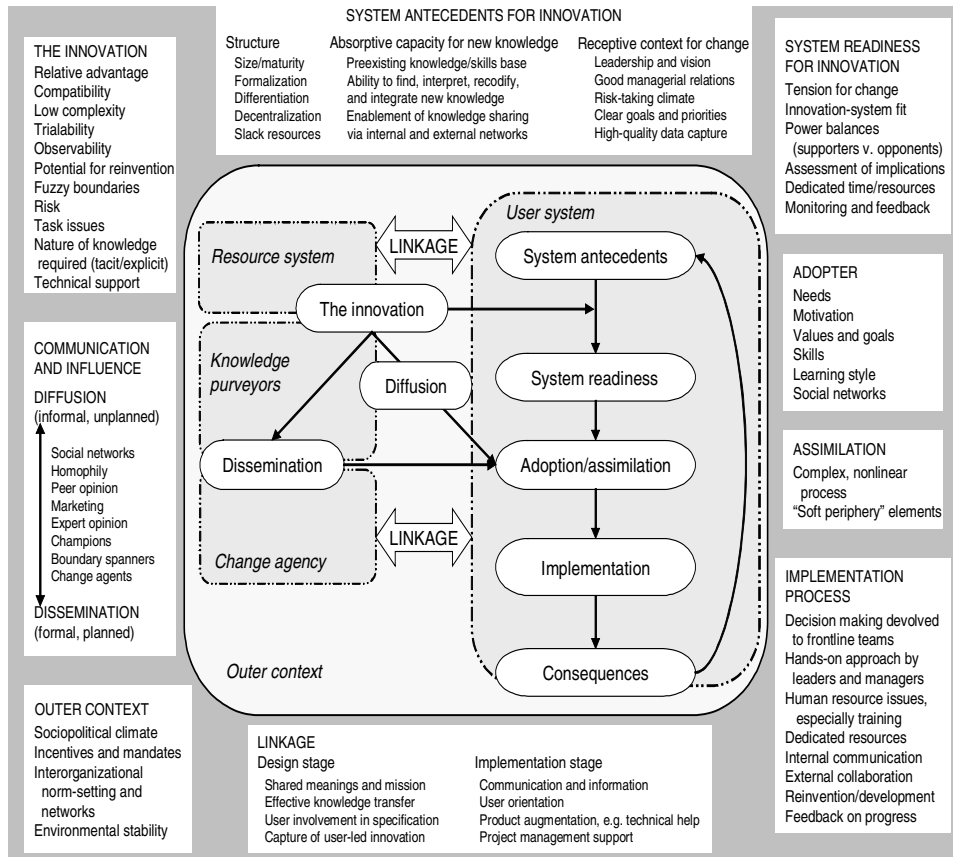 SYSTEM ANTECEDENTS FOR INNOVATION
Structure
Size/maturity
Formalization
Differentiation
Decentralization
Slack resources
Absorptive capacity for new knowledge
Preexisting knowledge/skills base
Ability to find, interpret, recodify,
and integrate new knowledge
Enablement of knowledge sharing
via internal and external networks
Receptive context for change
Leadership and vision
Good managerial relations
Risk-taking climate
Clear goals and priorities
High-quality data capture
THE INNOVATION
Relative advantage
Compatibility
Low complexity
Trialability
Observability
Potential for reinvention
Fuzzy boundaries
Risk
Task issues
Nature of knowledge
required (tacit/explicit)
Technical support
COMMUNICATION
AND INFLUENCE
DIFFUSION
(informal, unplanned)
Social networks
Homophily
Peer opinion
Marketing
Expert opinion
Champions
Boundary spanners
Change agents
DISSEMINATION
(formal, planned)
OUTER CONTEXT
Sociopolitical climate
Incentives and mandates
Interorganizational
norm-setting and
networks
Environmental stability
Resource system
LINKAGE
User system
System antecedents
The innovation
Knowledge
purveyors
Diffusion
System readiness
Dissemination
Adoption/assimilation
LINKAGE
Change agency
Implementation
Outer context
Consequences
LINKAGE
Design stage
Shared meanings and mission
Effective knowledge transfer
User involvement in specification
Capture of user-led innovation
Implementation stage
Communication and information
User orientation
Product augmentation, e.g. technical help
Project management support
SYSTEM READINESS
FOR INNOVATION
Tension for change
Innovation-system fit
Power balances
(supporters v. opponents)
Assessment of implications
Dedicated time/resources
Monitoring and feedback
ADOPTER
Needs
Motivation
Values and goals
Skills
Learning style
Social networks
ASSIMILATION
Complex, nonlinear
process
“Soft periphery” elements
IMPLEMENTATION
PROCESS
Decision making devolved
to frontline teams
Hands-on approach by
leaders and managers
Human resource issues,
especially training
Dedicated resources
Internal communication
External collaboration
Reinvention/development
Feedback on progress